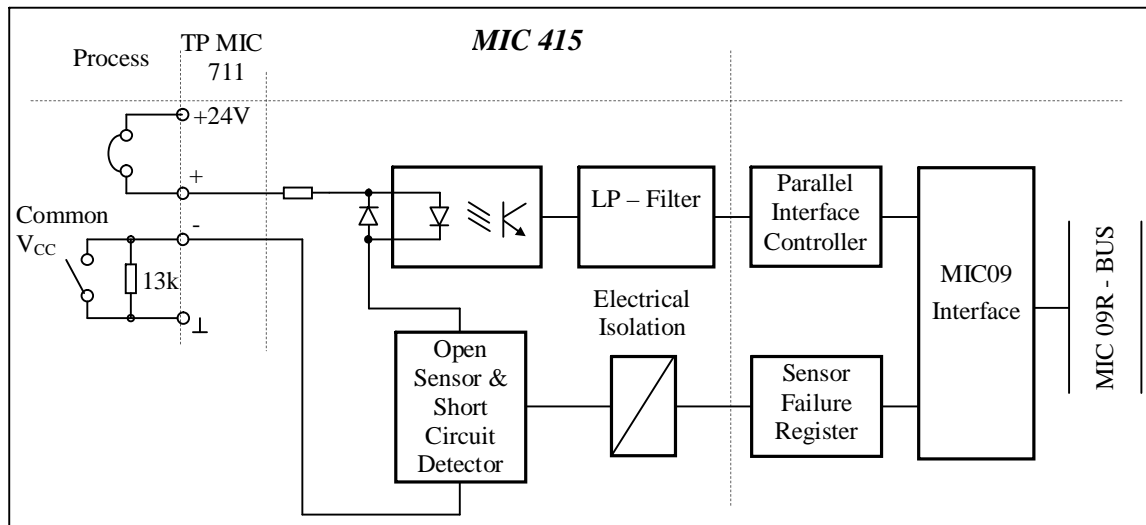 MIC 415
Process
TP MIC
711
+24V
+
-
Common
VCC
13k
LP – Filter
Parallel
Interface
Controller
MIC09
Interface
MIC 09R - BUS
Electrical
Isolation
Open
Sensor &
Short
Circuit
Detector
Sensor
Failure
Register